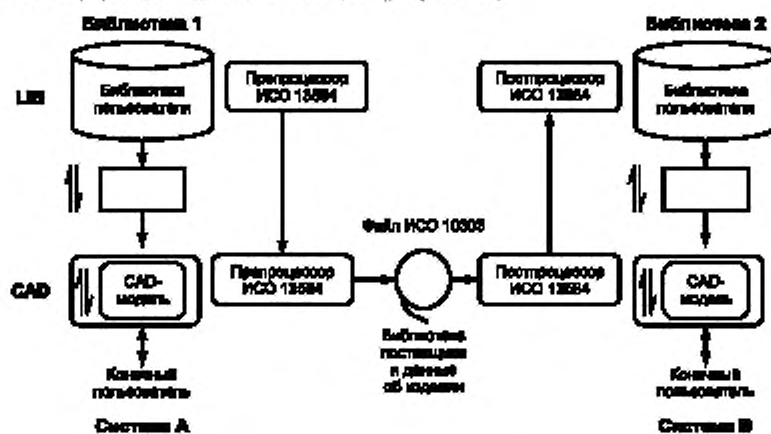 Библиотека 1
Библиотека 2
LIB
Библиотека
пользователя
Препроцессор
ИСО 13584
Постпроцессор
ИСО 13584
Библиотека
пользователя
Файл ИСО 10303
CAD
CAD-
модель
Препроцессор
ИСО 13584
Постпроцессор
ИСО 13584
CAD-
модель
Библиотека
поставщика
и данные
об изделии
Конечный
пользователь
Конечный
пользователь
Система А
Система В